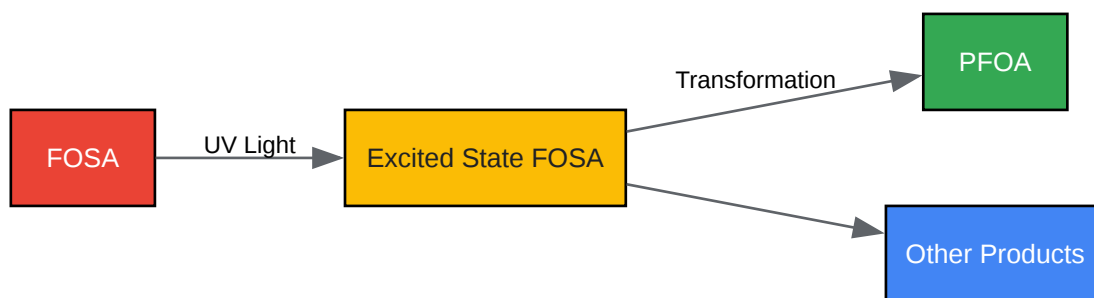 FOSA
UV Light
Excited State FOSA
Transformation
PFOA
Other Products